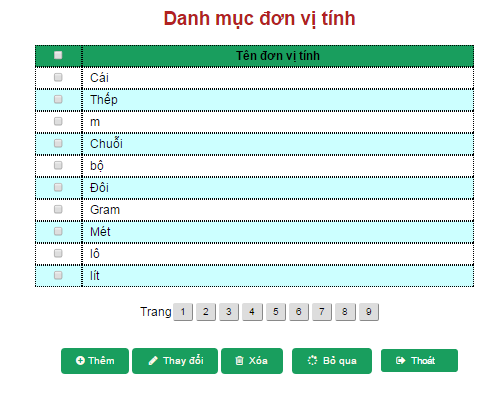 Danh mục đơn vị tính
Tên đơn vị tính
Cái
Thếp
m
Chuỗi
bộ
Đôi
Gram
Mét
lô
lít
Trang 1 2 3 4 5 6 7 8 9
Thêm Thay đổi Xóa Bỏ qua Thoát